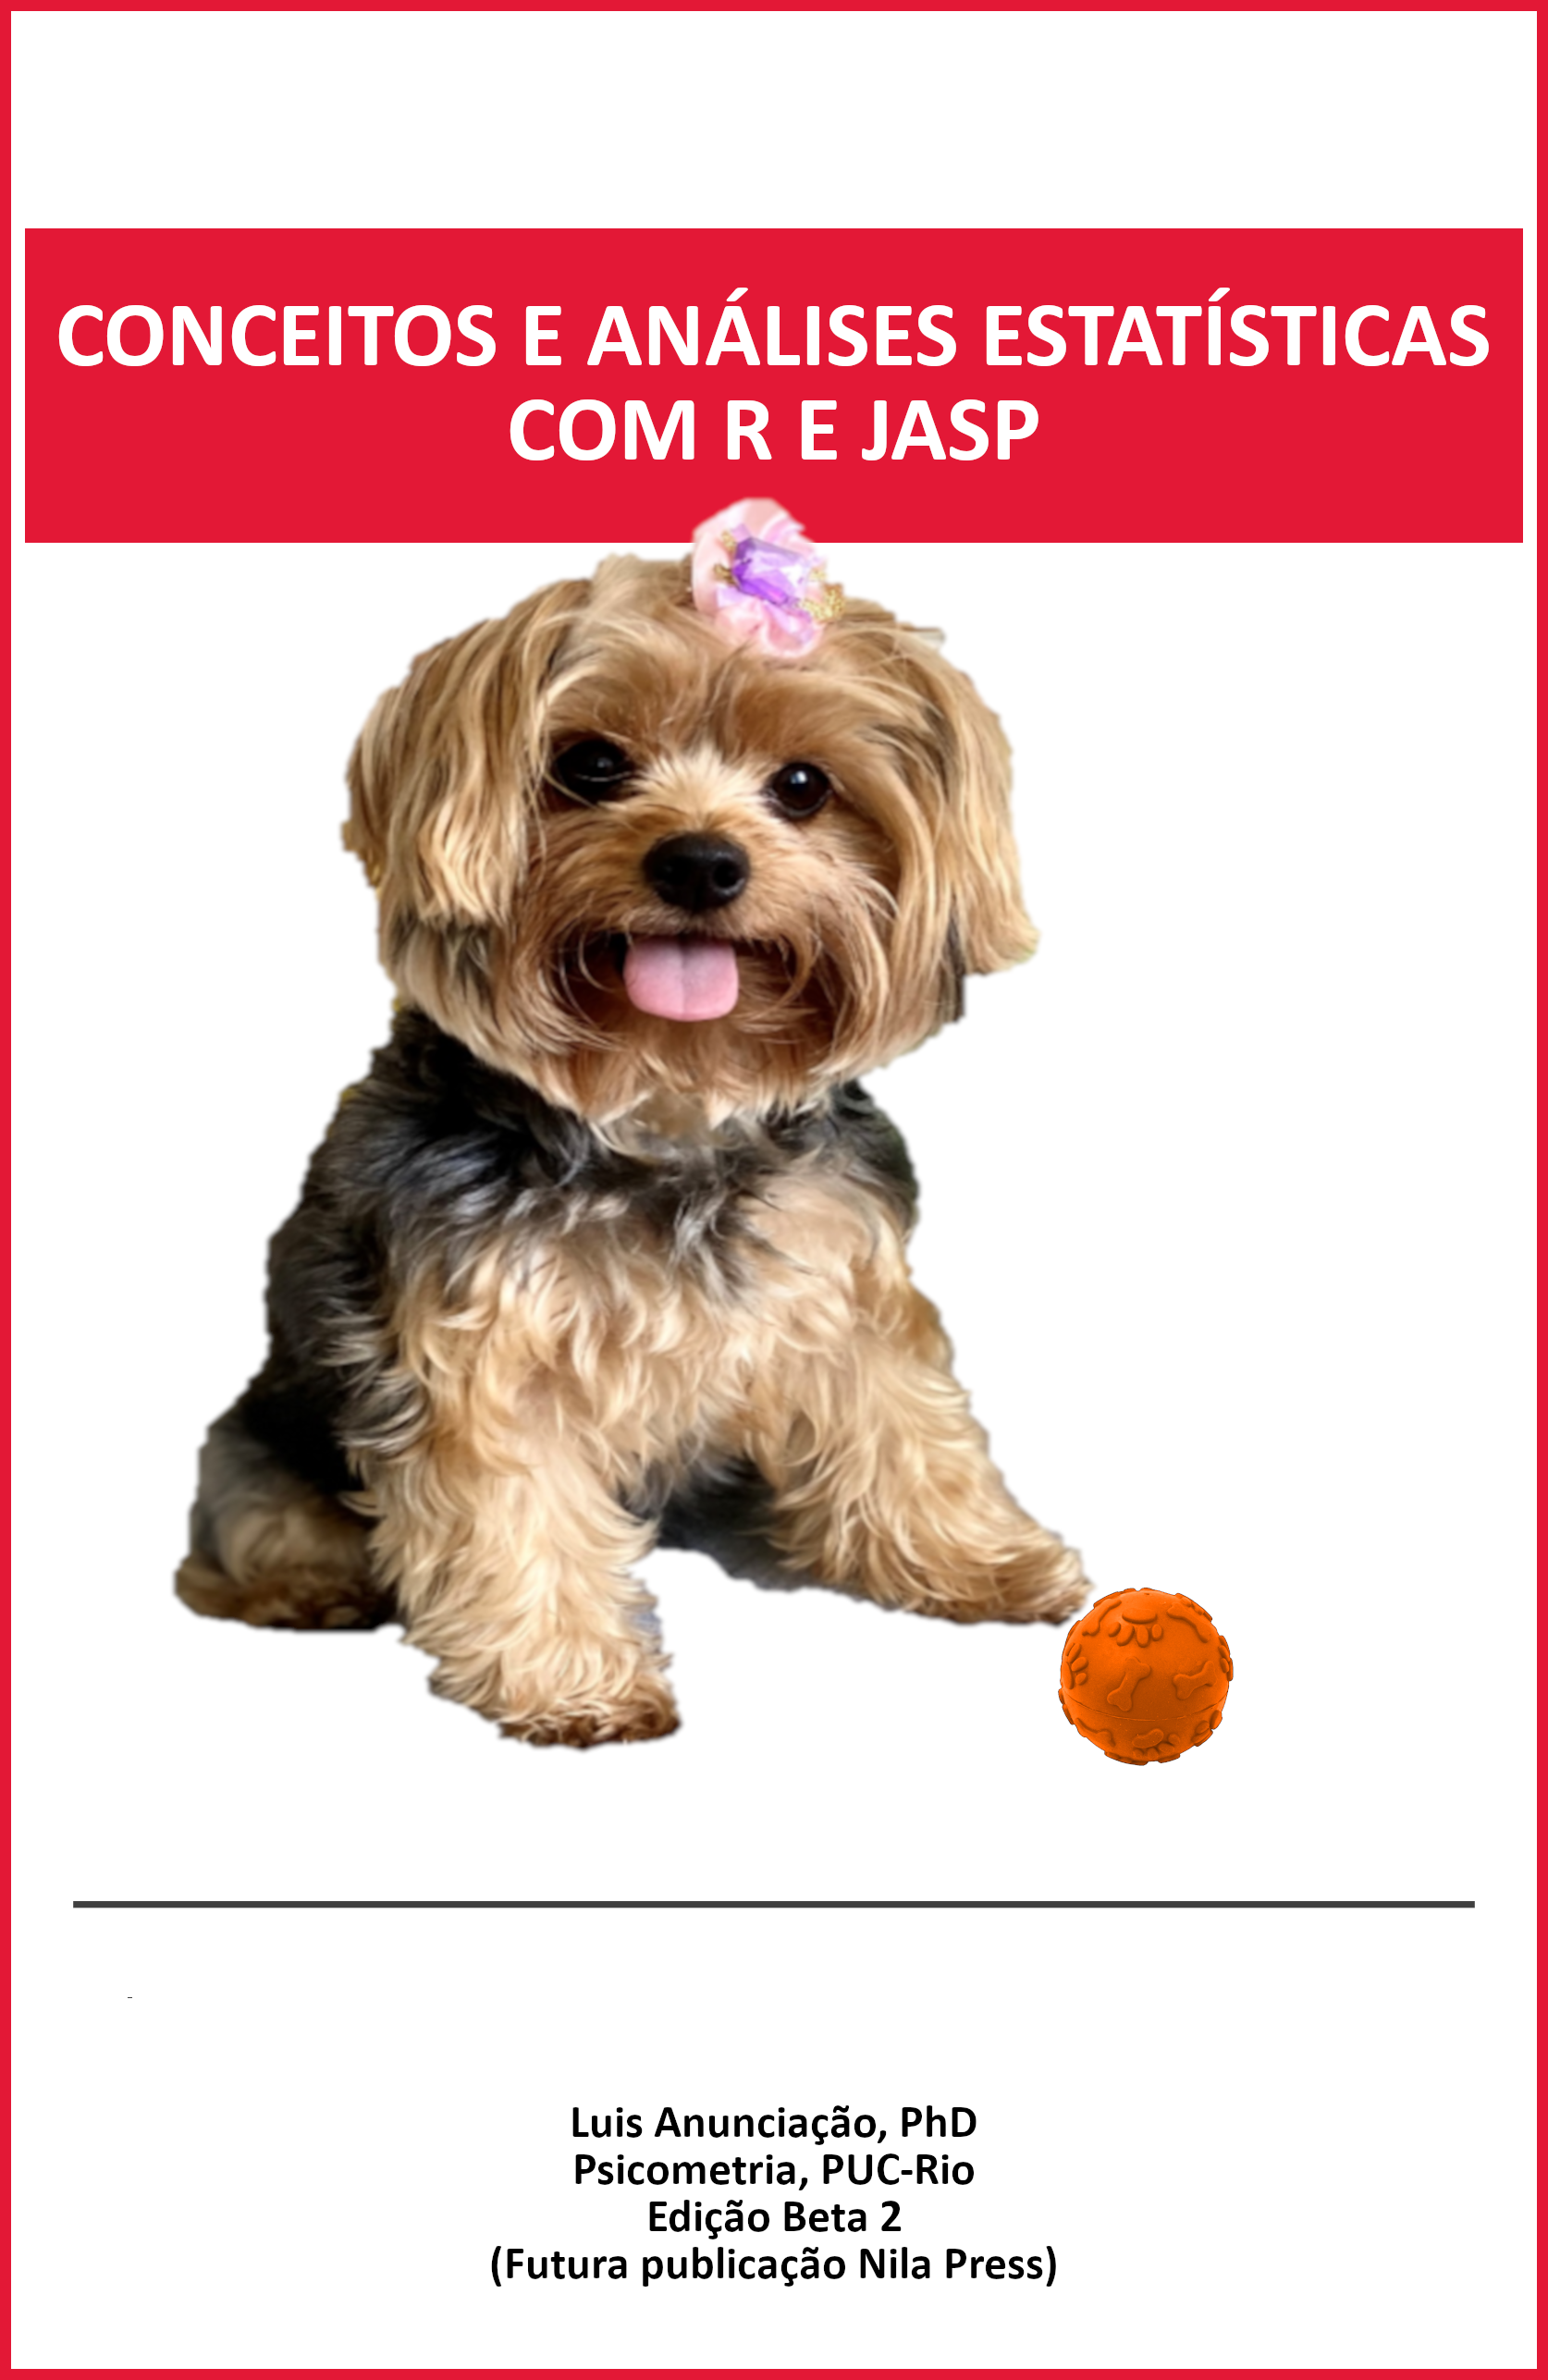 CONCEITOS E ANÁLISES ESTATÍSTICAS
COM R E JASP
-
Luis Anunciação, PhD
Psicometria, PUC-Rio
Edição Beta 2
(Futura publicação Nila Press)